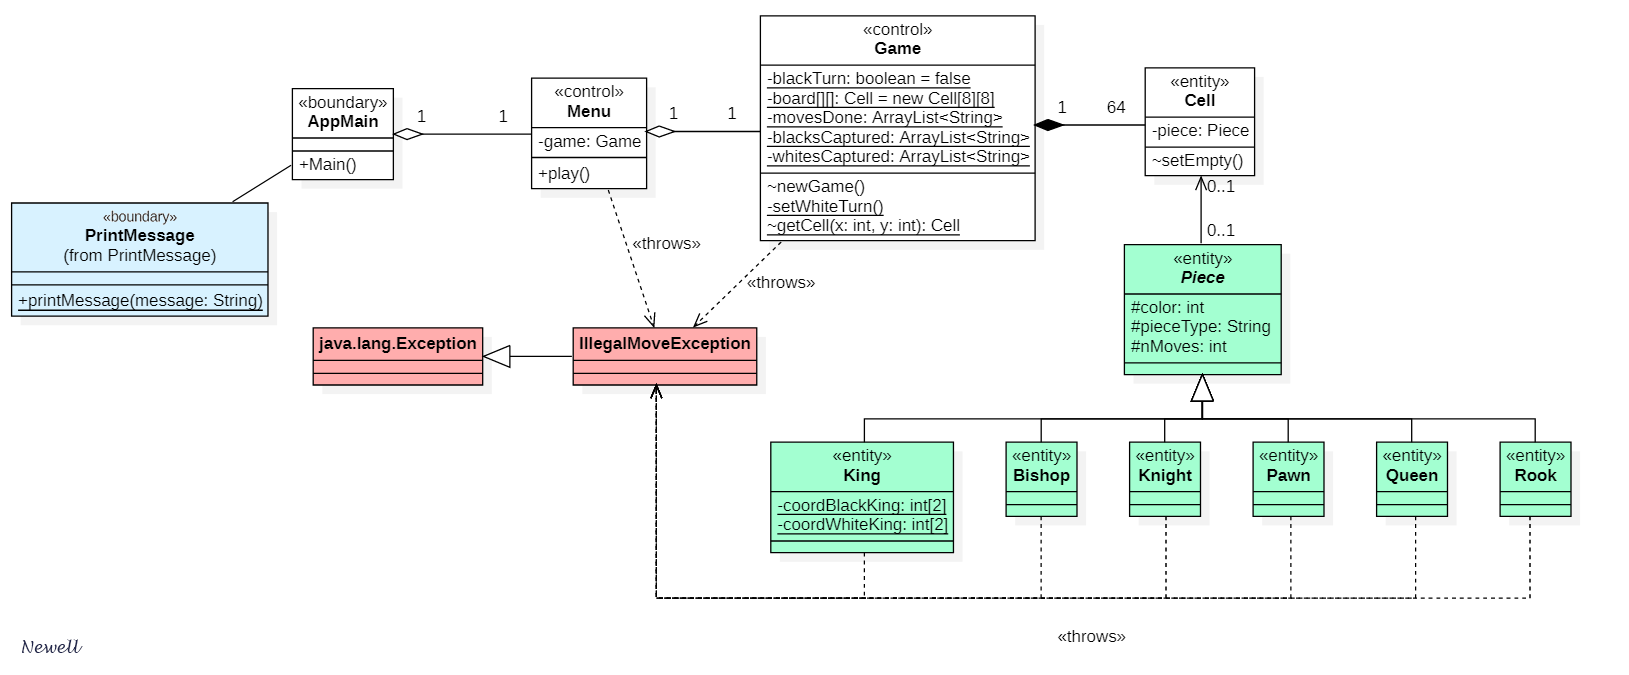 «control»
Game
-blackTurn: boolean = false
-board[][]: Cell = new Cell[8][8]
-movesDone: ArrayList<String>
-blacksCaptured: ArrayList<String>
-whitesCaptured: ArrayList<String>
~newGame()
-setWhiteTurn()
~getCell(x: int, y: int): Cell
«boundary»
AppMain
+Main()
1
1
«control»
Menu
-game: Game
+play()
1
1
1
64
«entity»
Cell
-piece: Piece
~setEmpty()
0..1
0..1
«boundary»
PrintMessage
(from PrintMessage)
+printMessage(message: String)
«throws»
«throws»
«entity»
Piece
#color: int
#pieceType: String
#nMoves: int
java.lang.Exception
IllegalMoveException
«entity»
King
-coordBlackKing: int[2]
-coordWhiteKing: int[2]
«entity»
Bishop
«entity»
Knight
«entity»
Pawn
«entity»
Queen
«entity»
Rook
«throws»
Newell